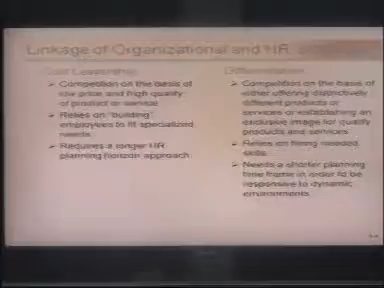 Linkage of Organizational and HR
Cost Leadership
Competition on the basis of
low price and high quality
of product or service
Relies on "building"
employees to fit specialized
needs
Requires a longer HR
planning horizon approach
Differentiation
Competition on the basis of
either offering distinctively
different products or
services or establishing an
exclusive image for quality
products and services
Relies on hiring needed
skills
Needs a shorter planning
time frame in order to be
responsive to dynamic
environments